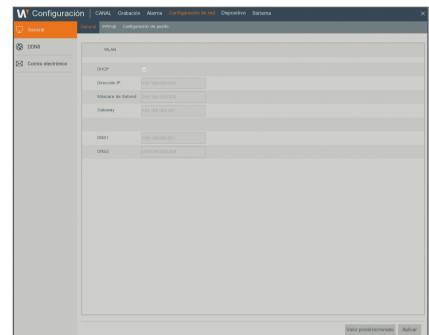 W Configuración CANAL Grabación Alarma Configuración de red Dispositivo Sistema ×
General General PPPoE Configuración de puerto
DDNS
WLAN
Correo electrónico
DHCP
Dirección IP
Máscara de Subred
Gateway
DNS1
DNS2
Valor predeterminado Aplicar